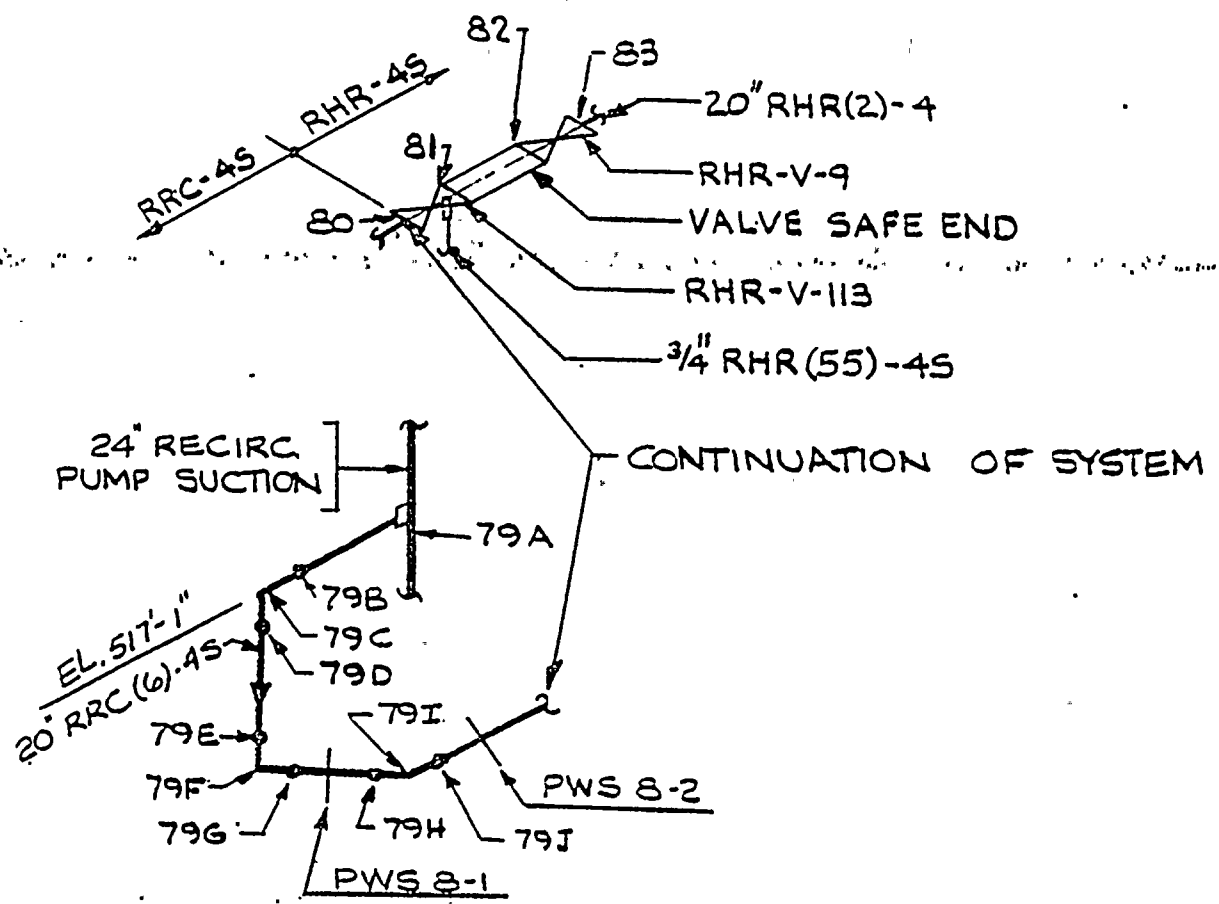 82
83
RHR-4S
20" RHR(2)-4
81
RRC-4S
RHR-V-9
80
VALVE SAFE END
RHR-V-113
3/4" RHR(55)-4S
24" RECIRC
PUMP SUCTION
CONTINUATION OF SYSTEM
79A
79B
79C
EL. 517'-1"
79D
20" RRC(6)-4S
79I
79E
79F
PWS 8-2
79G
79H
79J
PWS 8-1